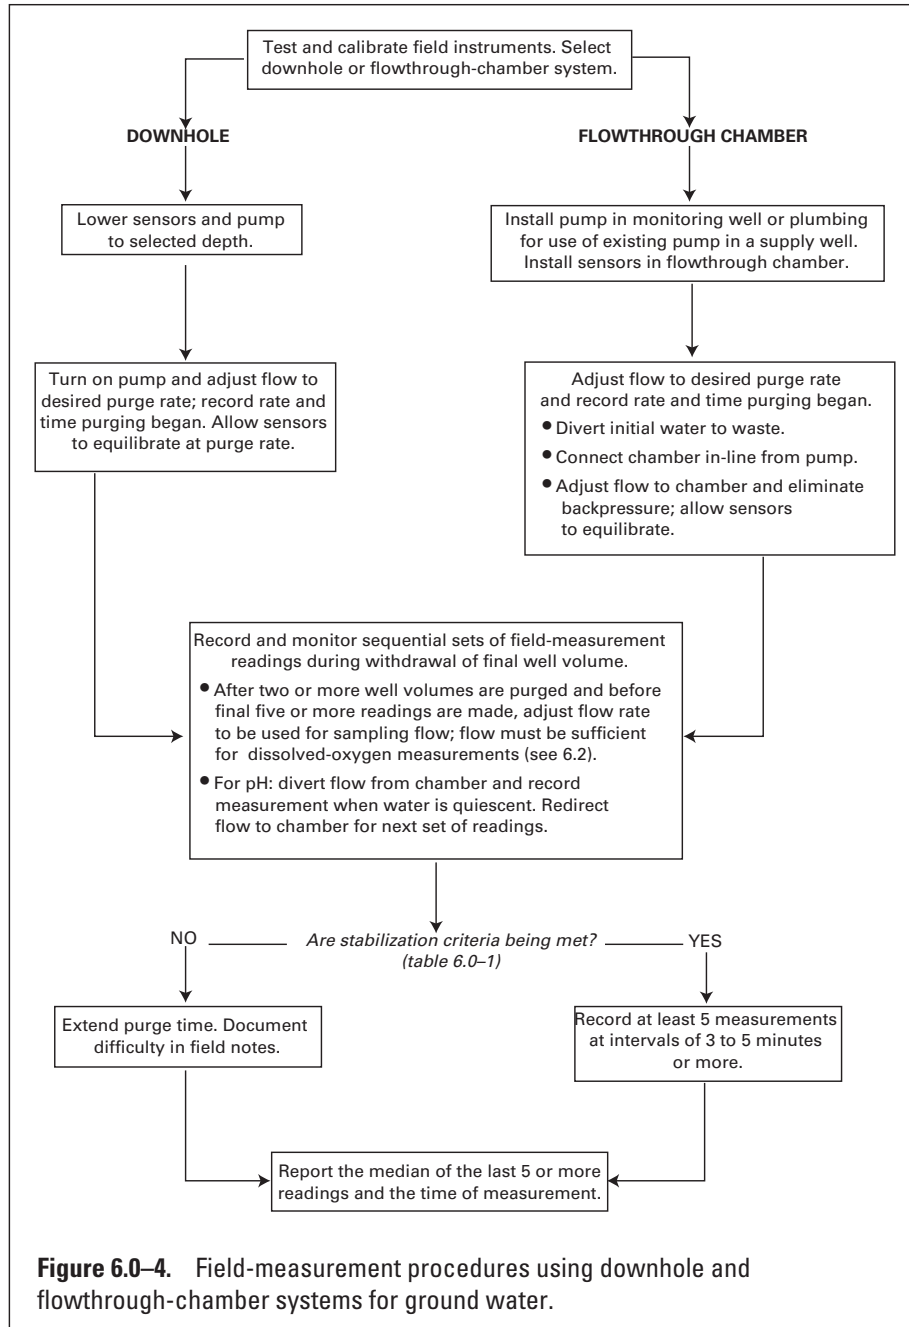 Test and calibrate field instruments. Select
downhole or flowthrough-chamber system.
DOWNHOLE
FLOWTHROUGH CHAMBER
Lower sensors and pump
to selected depth.
Install pump in monitoring well or plumbing
for use of existing pump in a supply well.
Install sensors in flowthrough chamber.
Turn on pump and adjust flow to
desired purge rate; record rate and
time purging began. Allow sensors
to equilibrate at purge rate.
Adjust flow to desired purge rate
and record rate and time purging began.
• Divert initial water to waste.
• Connect chamber in-line from pump.
• Adjust flow to chamber and eliminate
backpressure; allow sensors
to equilibrate.
Record and monitor sequential sets of field-measurement
readings during withdrawal of final well volume.
• After two or more well volumes are purged and before
final five or more readings are made, adjust flow rate
to be used for sampling flow; flow must be sufficient
for dissolved-oxygen measurements (see 6.2).
• For pH: divert flow from chamber and record
measurement when water is quiescent. Redirect
flow to chamber for next set of readings.
NO
Are stabilization criteria being met?
(table 6.0–1)
YES
Extend purge time. Document
difficulty in field notes.
Record at least 5 measurements
at intervals of 3 to 5 minutes
or more.
Report the median of the last 5 or more
readings and the time of measurement.
Figure 6.0–4. Field-measurement procedures using downhole and
flowthrough-chamber systems for ground water.